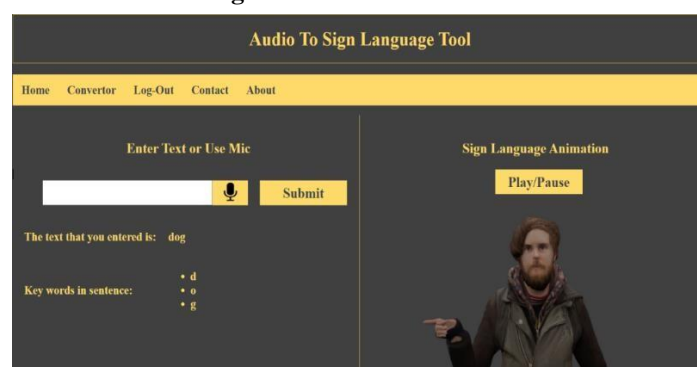 Audio To Sign Language Tool
Home Convertor Log-Out Contact About
Enter Text or Use Mic
Submit
The text that you entered is: dog
Key words in sentence:
• d
• o
• g
Sign Language Animation
Play/Pause